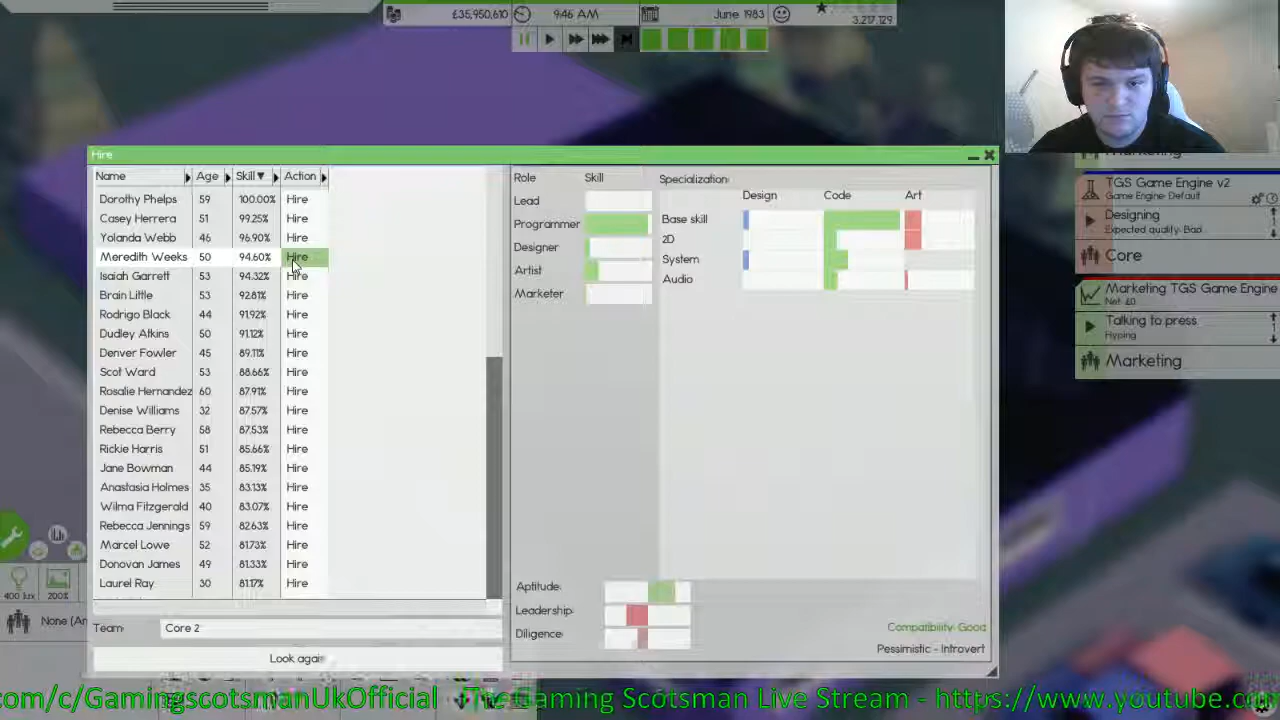 £35,950,610
9:46 AM
June 1983
3,217,129
Hire
Name Age Skill Action
Dorothy Phelps 59 100.00% Hire
Casey Herrera 51 99.25% Hire
Yolanda Webb 46 96.90% Hire
Meredith Weeks 50 94.60% Hire
Isaiah Garrett 53 94.32% Hire
Brain Little 53 92.81% Hire
Rodrigo Black 44 91.92% Hire
Dudley Atkins 50 91.12% Hire
Denver Fowler 45 89.11% Hire
Scot Ward 53 88.66% Hire
Rosalie Hernandez 60 87.91% Hire
Denise Williams 32 87.57% Hire
Rebecca Berry 58 87.53% Hire
Rickie Harris 51 85.66% Hire
Jane Bowman 44 85.19% Hire
Anastasia Holmes 35 83.13% Hire
Wilma Fitzgerald 40 83.07% Hire
Rebecca Jennings 59 82.63% Hire
Marcel Lowe 52 81.73% Hire
Donovan James 49 81.33% Hire
Laurel Ray 30 81.17% Hire
Team: Core 2
Look again
Role Skill
Lead
Programmer
Designer
Artist
Marketer
Specialization:
Design Code Art
Base skill
2D
System
Audio
Aptitude:
Leadership:
Diligence:
Compatibility: Good
Pessimistic - Introvert
TGS Game Engine v2
Game Engine: Default
Designing
Expected quality: Bad
Core
Marketing TGS Game Engine
Net £0
Talking to press
Hyping
Marketing
400 lux 200%
None (An
com/c/GamingscotsmanUkOfficial - The Gaming Scotsman Live Stream - https://www.youtube.com